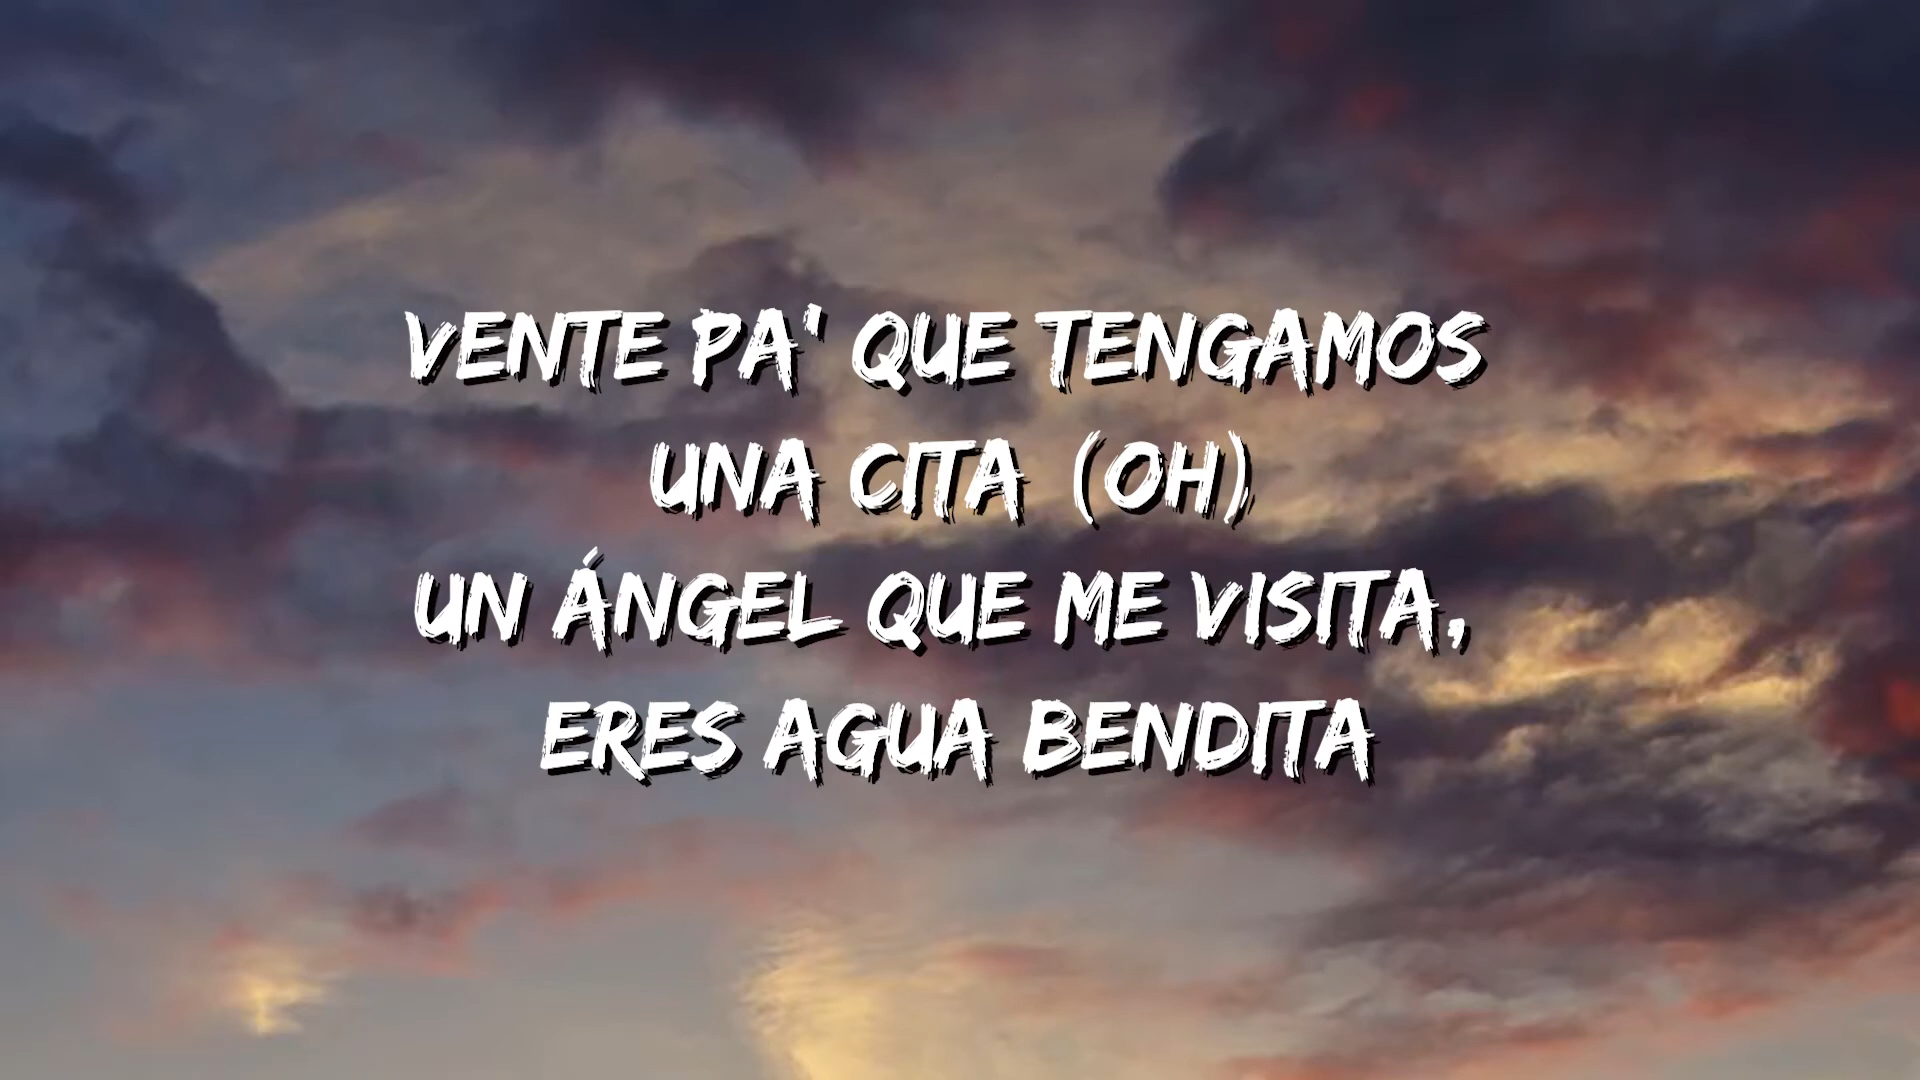 VENTE PA' QUE TENGAMOS
UNA CITA (OH)
UN ÁNGEL QUE ME VISITA,
ERES AGUA BENDITA